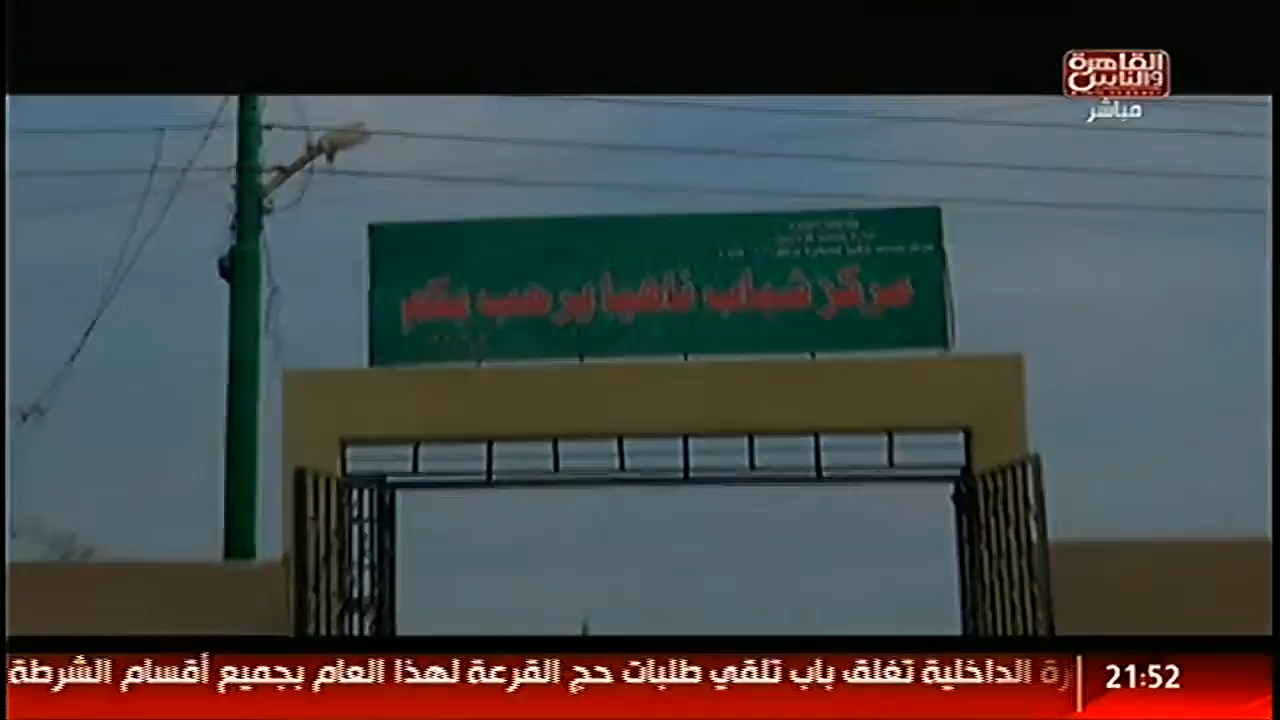 القاهرة
والناس
مباشر
مركز شباب ناهيا يرحب بكم
رة الداخلية تغلق باب تلقي طلبات حج القرعة لهذا العام بجميع أقسام الشرطة
21:52